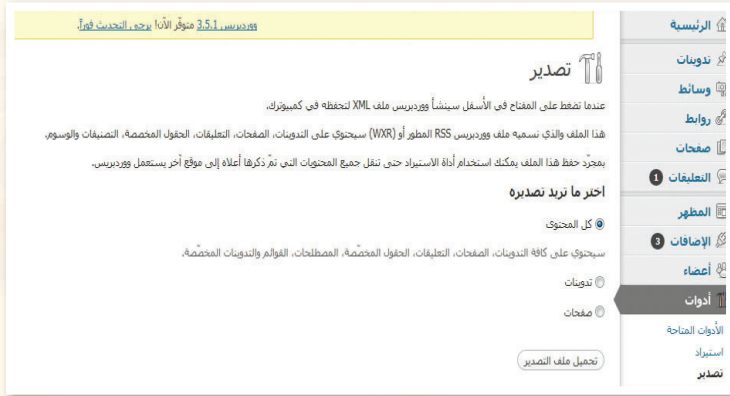 ووردبريس 3.5.1 متوفّر الآن! يرجى التحديث فوراً.
الرئيسية
تدوينات
وسائط
روابط
صفحات
التعليقات 1
المظهر
الإضافات 3
أعضاء
أدوات
الأدوات المتاحة
استيراد
تصدير
تصدير
عندما تضغط على المفتاح في الأسفل سينشأ ووردبريس ملف XML لتحفظه في كمبيوترك.
هذا الملف والذي نسميه ملف ووردبريس RSS المطور أو (WXR) سيحتوي على التدوينات، الصفحات، التعليقات، الحقول المخصصة، التصنيفات والوسوم.
بمجرّد حفظ هذا الملف يمكنك استخدام أداة الاستيراد حتى تنقل جميع المحتويات التي تمّ ذكرها أعلاه إلى موقع آخر يستعمل ووردبريس.
اختر ما تريد تصديره
كل المحتوى
سيحتوي على كافة التدوينات، الصفحات، التعليقات، الحقول المخصّصة، المصطلحات، القوائم والتدوينات المخصّصة.
تدوينات
صفحات
تحميل ملف التصدير